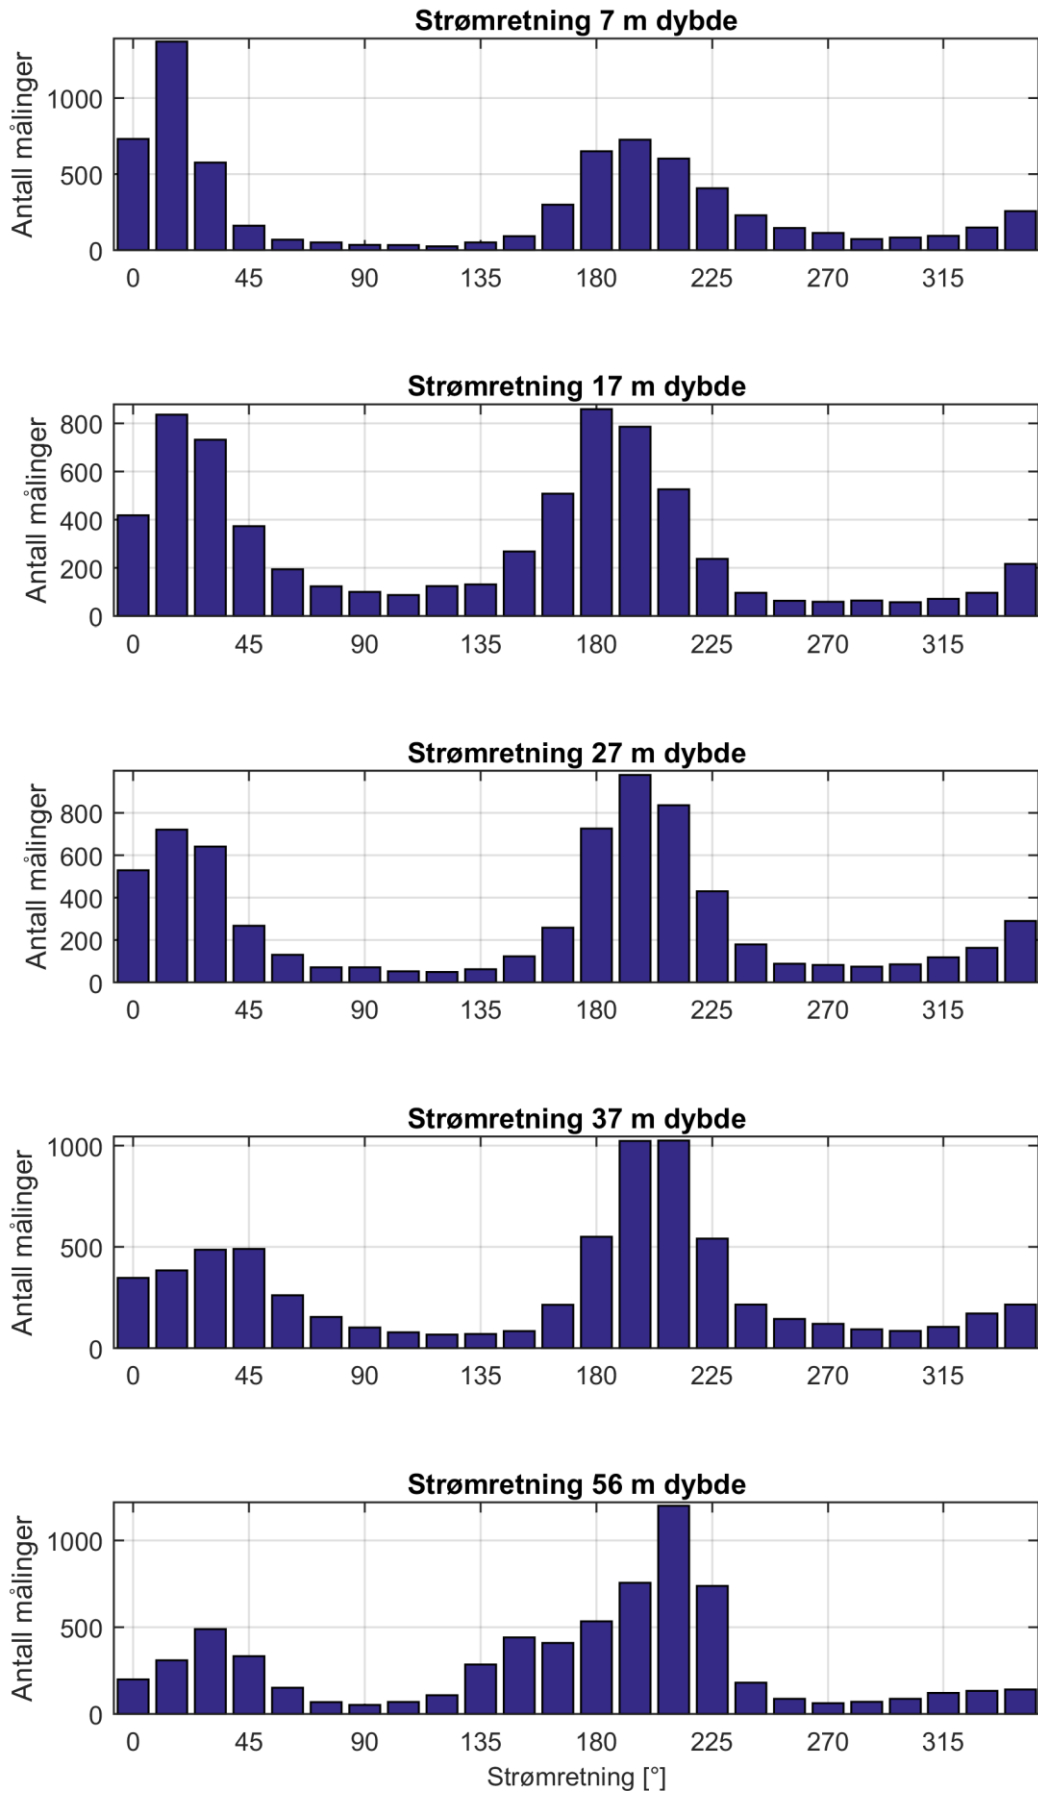 Strømretning 7 m dybde
Antall målinger
1000
500
0
0 45 90 135 180 225 270 315
Strømretning 17 m dybde
Antall målinger
800
600
400
200
0
0 45 90 135 180 225 270 315
Strømretning 27 m dybde
Antall målinger
800
600
400
200
0
0 45 90 135 180 225 270 315
Strømretning 37 m dybde
Antall målinger
1000
500
0
0 45 90 135 180 225 270 315
Strømretning 56 m dybde
Antall målinger
1000
500
0
0 45 90 135 180 225 270 315
Strømretning [°]